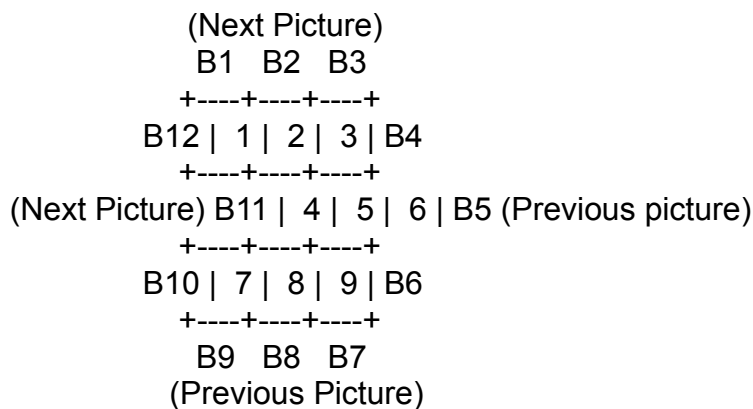 (Next Picture)
B1 B2 B3
+----+----+----+
B12 | 1 | 2 | 3 | B4
+----+----+----+
(Next Picture) B11 | 4 | 5 | 6 | B5 (Previous picture)
+----+----+----+
B10 | 7 | 8 | 9 | B6
+----+----+----+
B9 B8 B7
(Previous Picture)